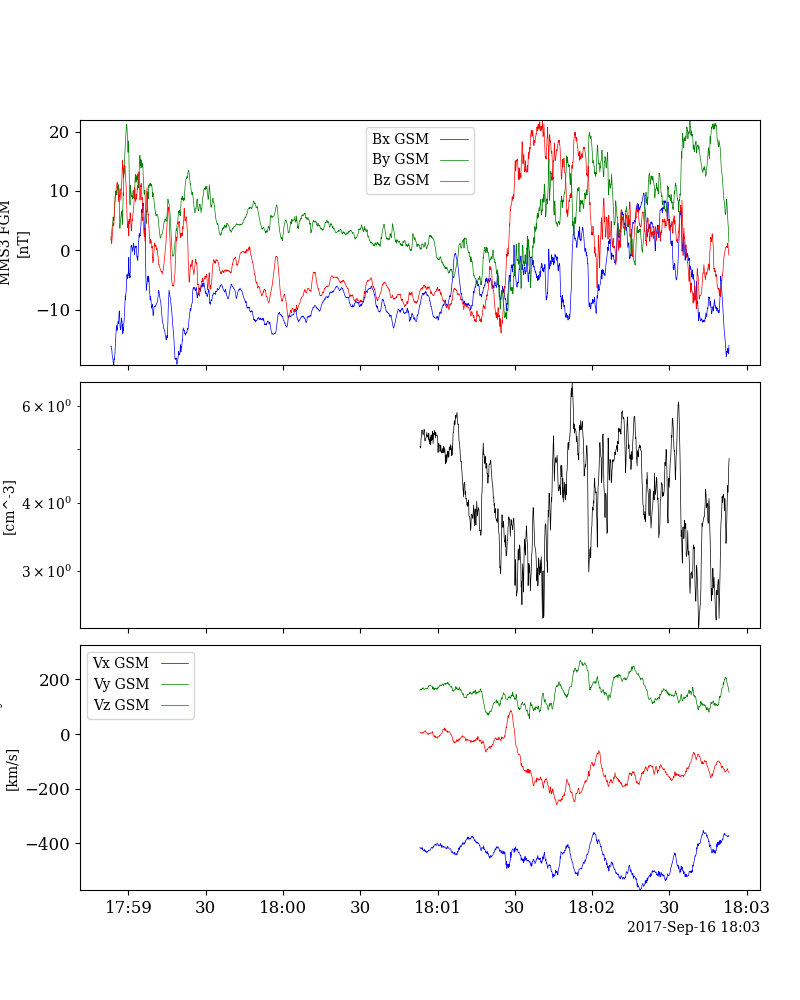 MMS3 FGM
[nT]
20
10
0
−10
Bx GSM
By GSM
Bz GSM
[cm^-3]
6 × 10⁰
4 × 10⁰
3 × 10⁰
[km/s]
200
0
−200
−400
Vx GSM
Vy GSM
Vz GSM
17:59 30 18:00 30 18:01 30 18:02 30 18:03
2017-Sep-16 18:03